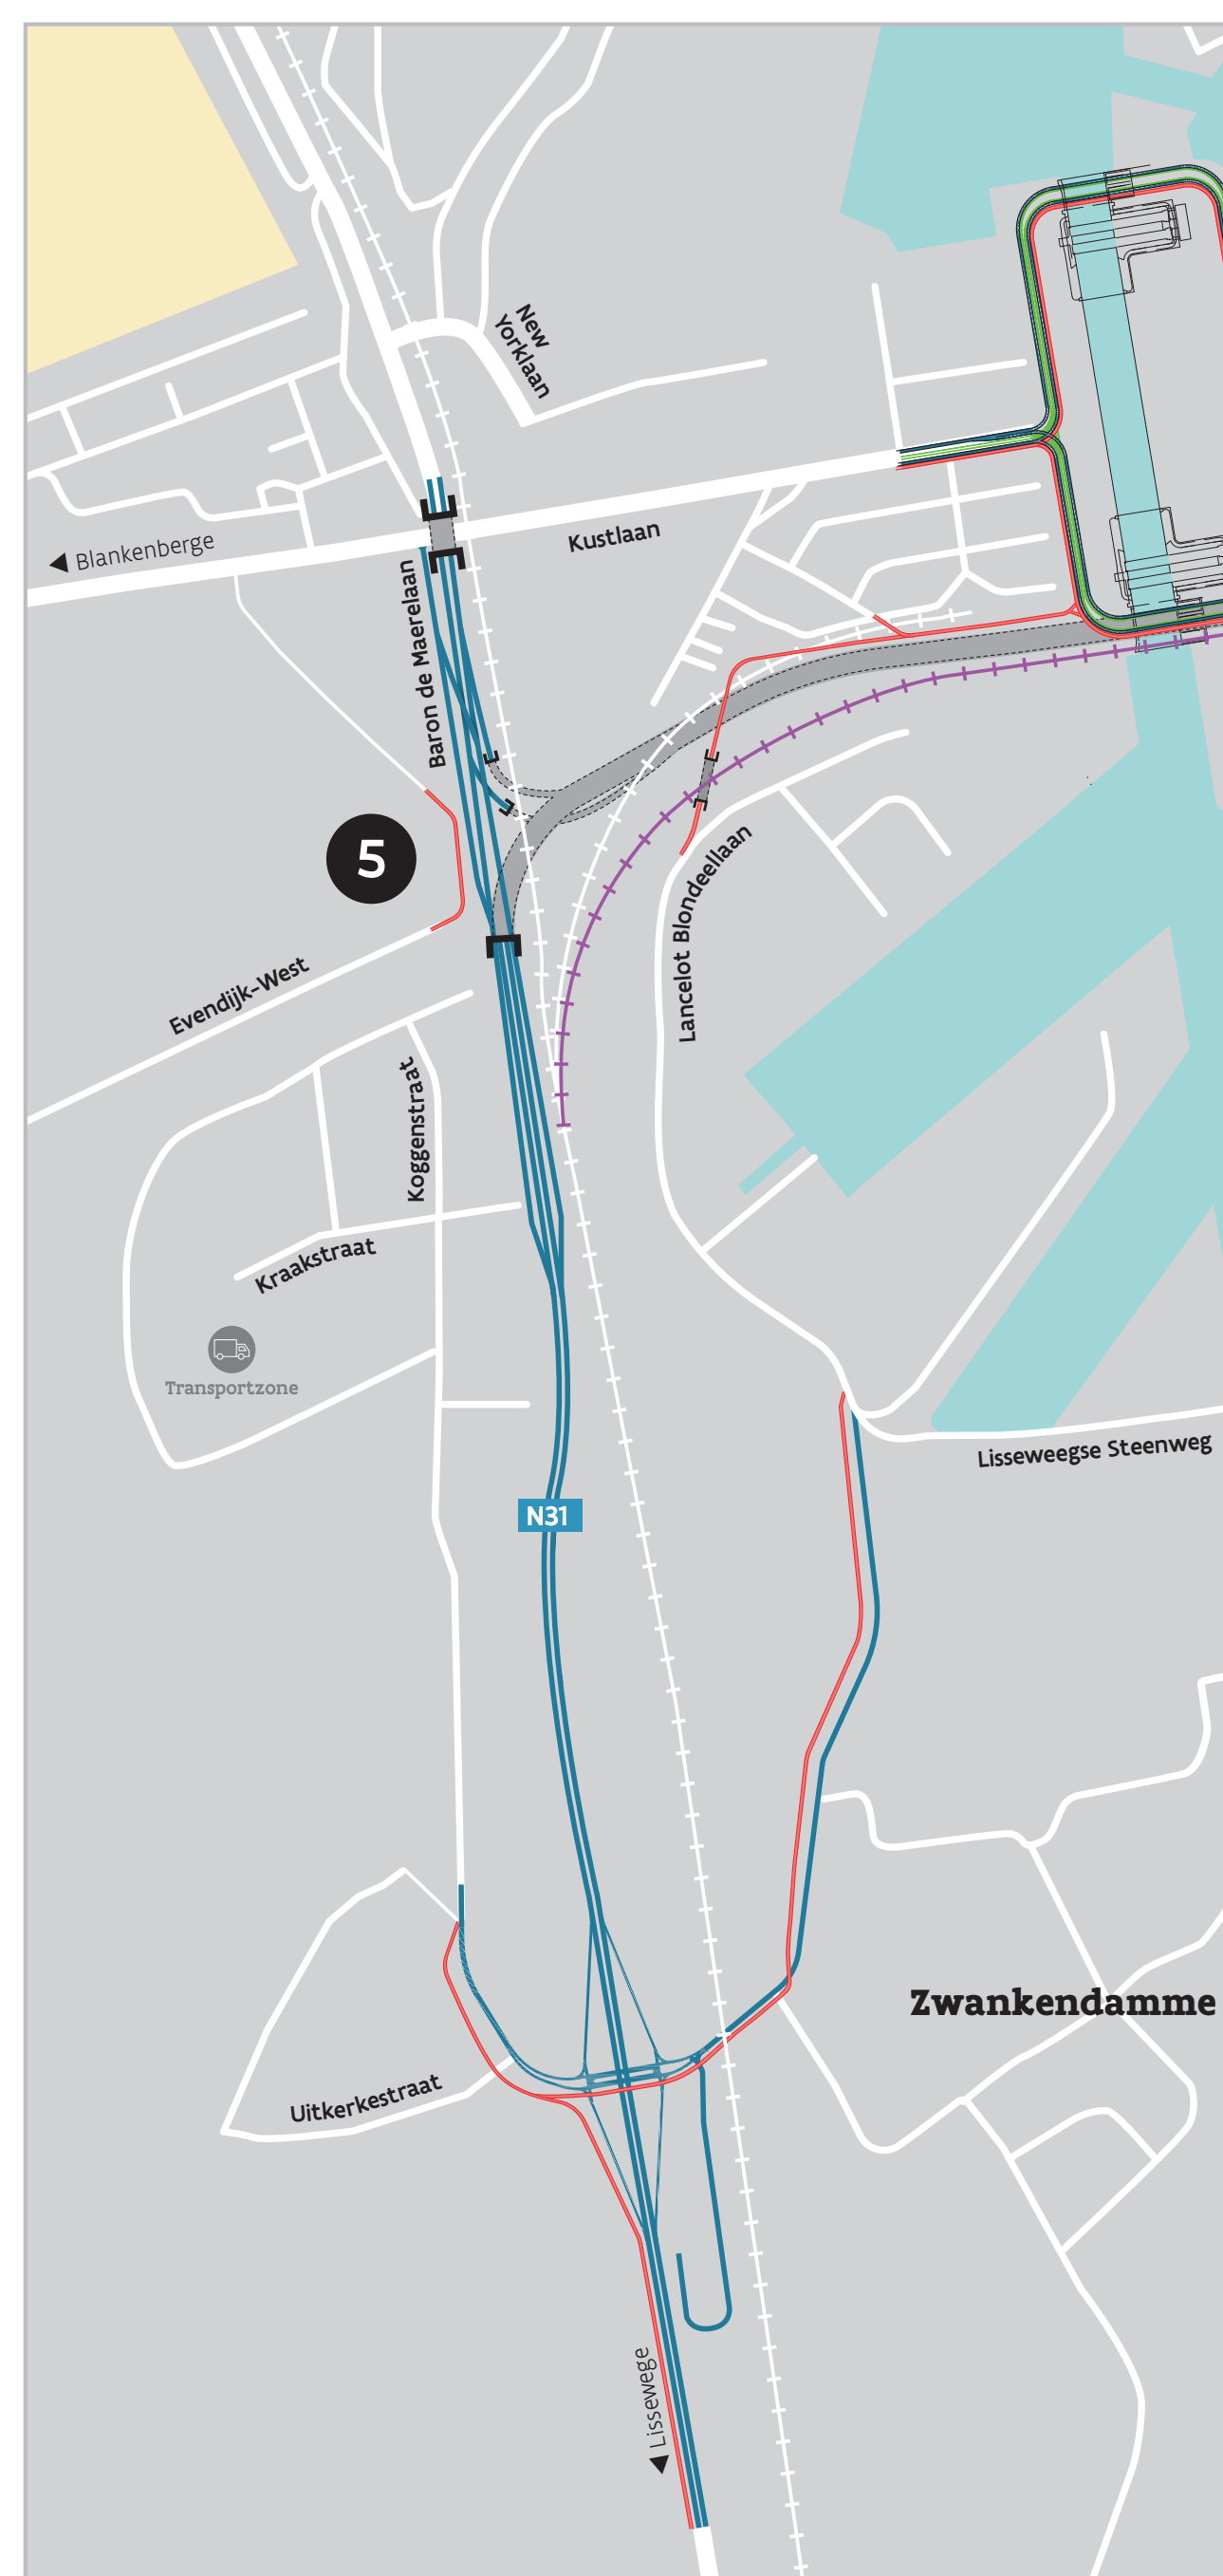 New
Yorklaan
Kustlaan
Blankenberge
Baron de Maerelaan
5
Lancelot Blondeellaan
Evendijk-West
Koggenstraat
Kraakstraat
Transportzone
Lisseweegse Steenweg
N31
Zwankendamme
Uitkerkestraat
Lissewege